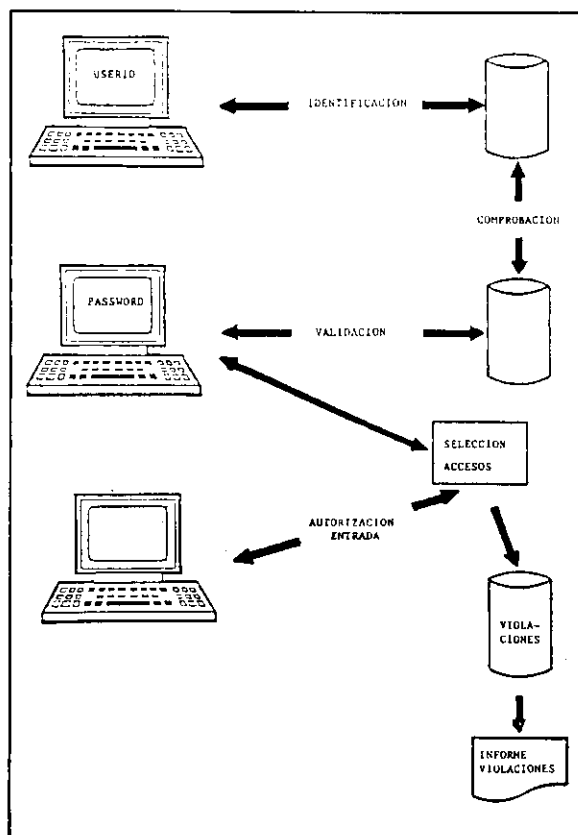 USERID
IDENTIFICACION
COMPROBACION
PASSWORD
VALIDACION
SELECCION
ACCESOS
AUTORIZACION
ENTRADA
VIOLA-
CIONES
INFORME
VIOLACIONES